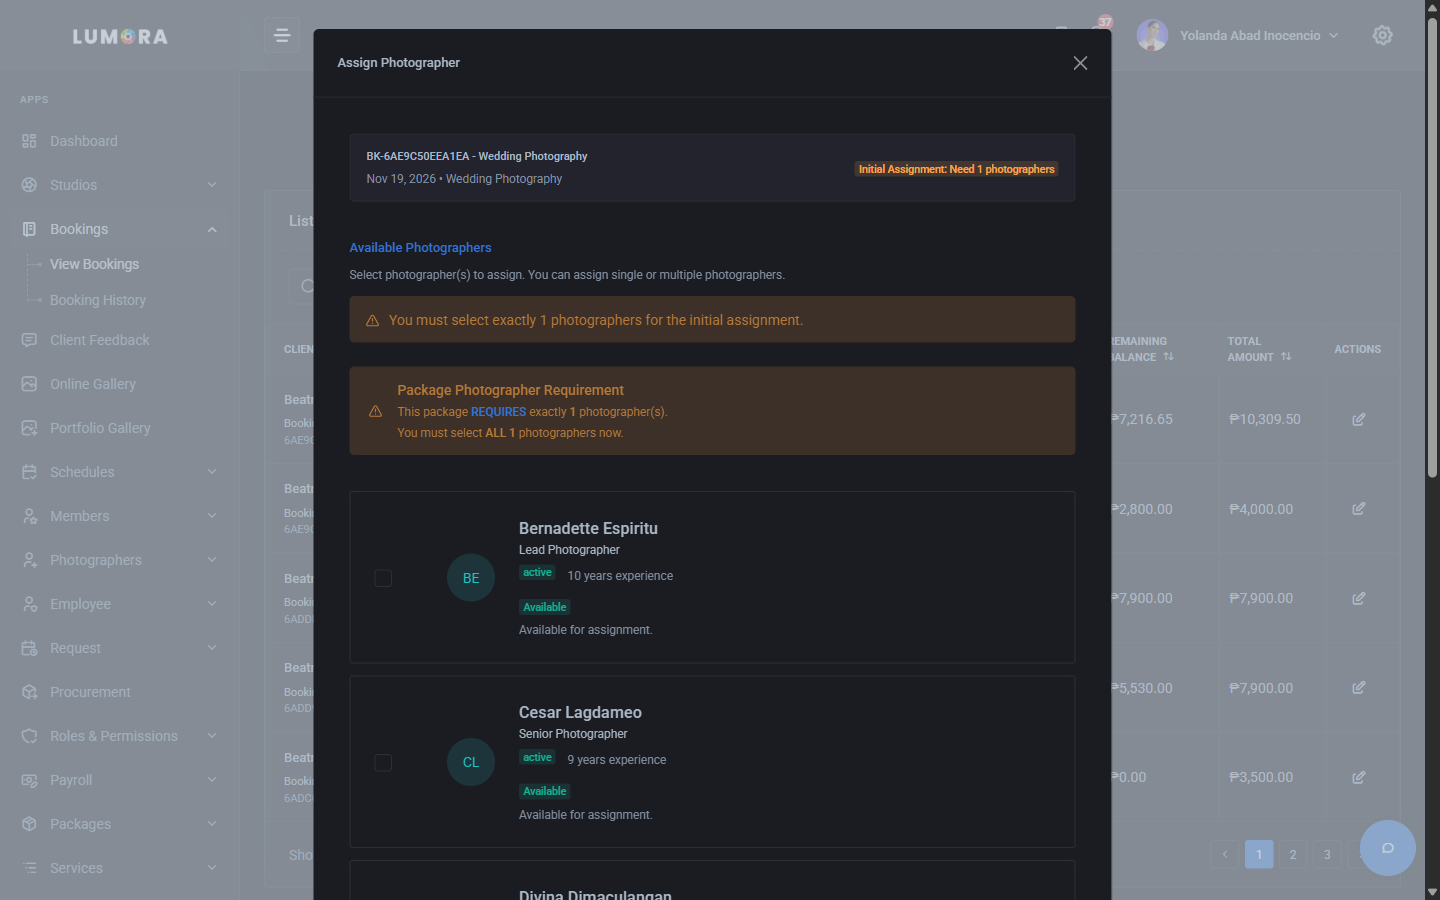 LUMORA
37
Yolanda Abad Inocencio
Assign Photographer
APPS
Dashboard
Studios
Bookings
View Bookings
Booking History
Client Feedback
Online Gallery
Portfolio Gallery
Schedules
Members
Photographers
Employee
Request
Procurement
Roles & Permissions
Payroll
Packages
Services
BK-6AE9C50EEA1EA - Wedding Photography
Nov 19, 2026 • Wedding Photography
Initial Assignment: Need 1 photographers
Available Photographers
Select photographer(s) to assign. You can assign single or multiple photographers.
You must select exactly 1 photographers for the initial assignment.
Package Photographer Requirement
This package REQUIRES exactly 1 photographer(s).
You must select ALL 1 photographers now.
BE
Bernadette Espiritu
Lead Photographer
active 10 years experience
Available
Available for assignment.
CL
Cesar Lagdameo
Senior Photographer
active 9 years experience
Available
Available for assignment.
Divina Dimaculangan
REMAINING BALANCE
TOTAL AMOUNT
ACTIONS
₱7,216.65 ₱10,309.50
₱2,800.00 ₱4,000.00
₱7,900.00 ₱7,900.00
₱5,530.00 ₱7,900.00
₱0.00 ₱3,500.00
1 2 3